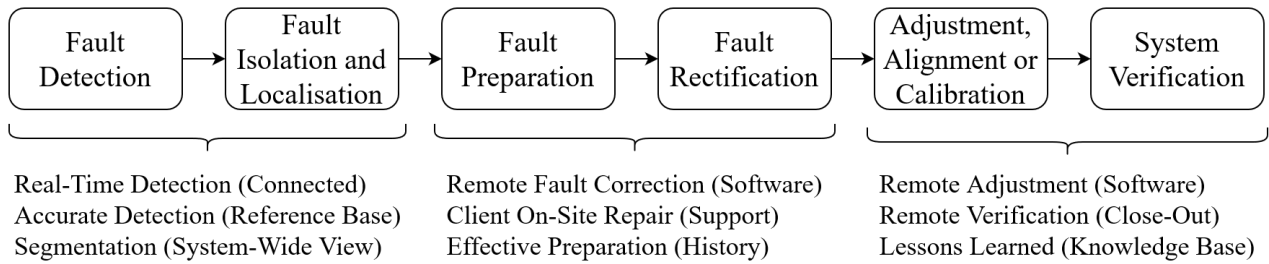 Fault
Detection
Fault
Isolation and
Localisation
Fault
Preparation
Fault
Rectification
Adjustment,
Alignment or
Calibration
System
Verification
Real-Time Detection (Connected)
Accurate Detection (Reference Base)
Segmentation (System-Wide View)
Remote Fault Correction (Software)
Client On-Site Repair (Support)
Effective Preparation (History)
Remote Adjustment (Software)
Remote Verification (Close-Out)
Lessons Learned (Knowledge Base)